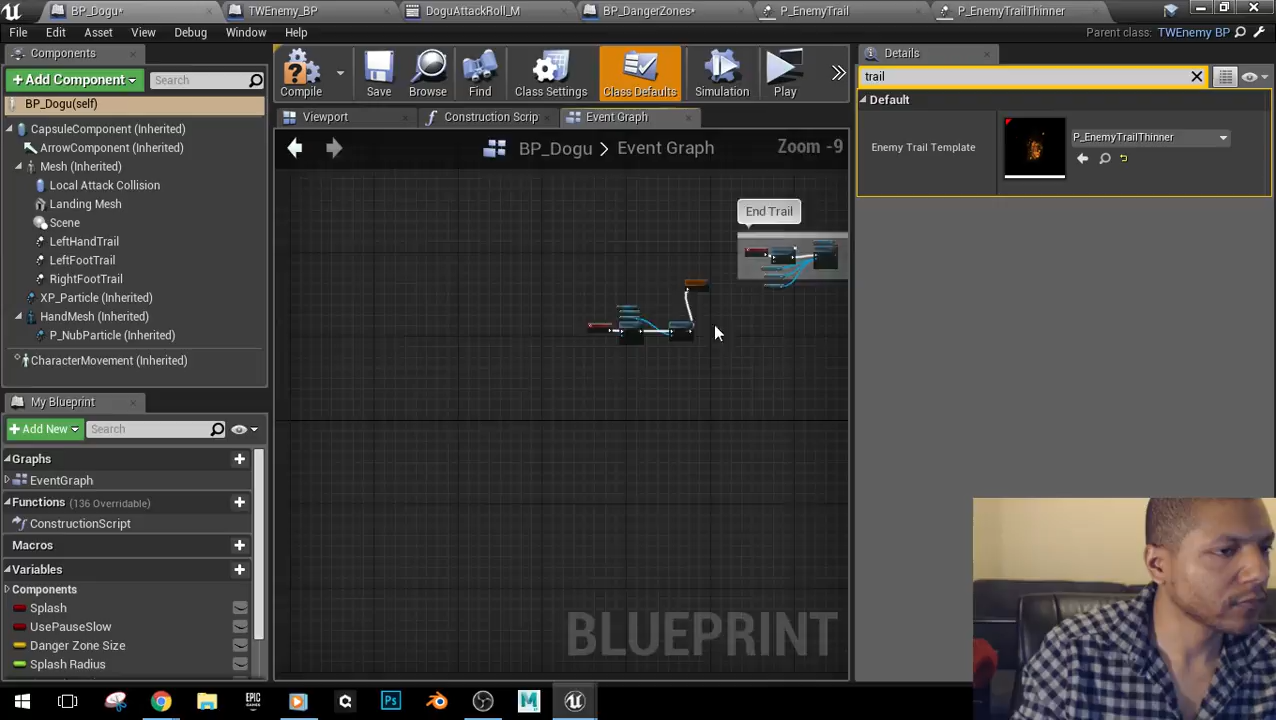 BP_Dogu*
TWEnemy_BP
DoguAttackRoll_M
BP_DangerZones*
P_EnemyTrail
P_EnemyTrailThinner
File Edit Asset View Debug Window Help
Parent class: TWEnemy BP
Components
+Add Component
Search
BP_Dogu(self)
CapsuleComponent (Inherited)
ArrowComponent (Inherited)
Mesh (Inherited)
Local Attack Collision
Landing Mesh
Scene
LeftHandTrail
LeftFootTrail
RightFootTrail
XP_Particle (Inherited)
HandMesh (Inherited)
P_NubParticle (Inherited)
CharacterMovement (Inherited)
My Blueprint
+Add New
Search
Graphs
EventGraph
Functions (136 Overridable)
ConstructionScript
Macros
Variables
Components
Splash
UsePauseSlow
Danger Zone Size
Splash Radius
Compile
Save
Browse
Find
Class Settings
Class Defaults
Simulation
Play
Viewport
Construction Scrip
Event Graph
BP_Dogu > Event Graph
Zoom -9
End Trail
BLUEPRINT
Details
trail
Default
Enemy Trail Template
P_EnemyTrailThinner
EPIC
GAMES
Ps